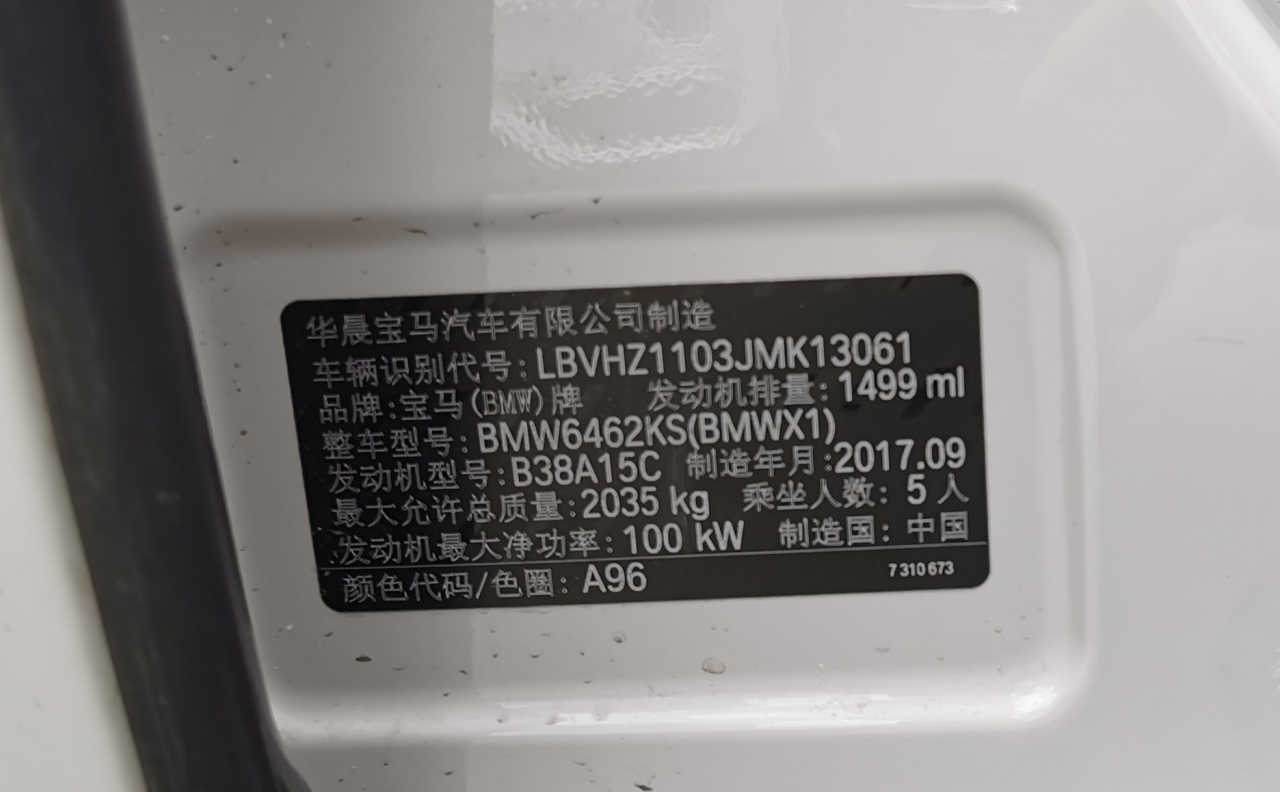 华晨宝马汽车有限公司制造
车辆识别代号：LBVHZ1103JMK13061
品牌：宝马(BMW)牌 发动机排量：1499 ml
整车型号：BMW6462KS(BMWX1)
发动机型号：B38A15C 制造年月：2017.09
最大允许总质量：2035 kg 乘坐人数：5 人
发动机最大净功率：100 kW 制造国：中国
颜色代码/色圈：A96 7310673